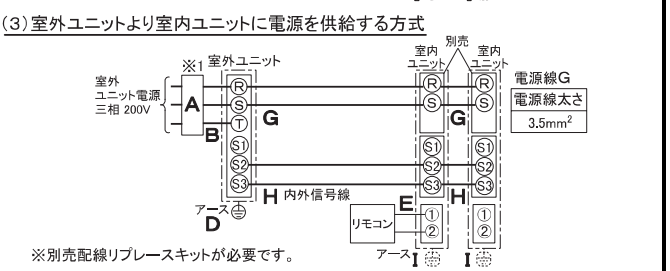 (3)室外ユニットより室内ユニットに電源を供給する方式
別売
※1 室外ユニット
室内ユニット
室内ユニット
室外ユニット電源
三相 200V
A
B
R
S
T
S1
S2
S3
G
H 内外信号線
アース
D
R
S
S1
S2
S3
G
H
R
S
S1
S2
S3
電源線G
電源線太さ
3.5mm²
E
リモコン
①
②
①
②
アース I
I
※別売配線リプレースキットが必要です。